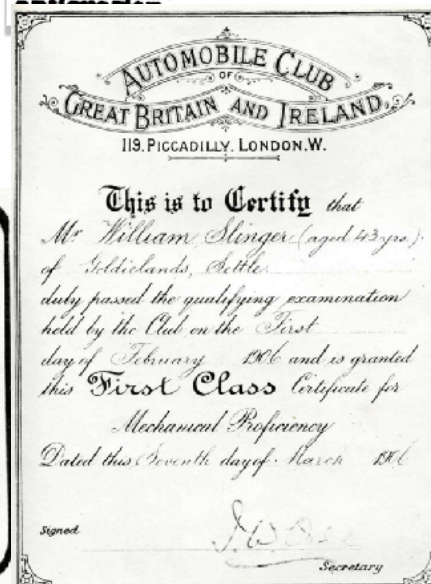 AUTOMOBILE CLUB
OF
GREAT BRITAIN AND IRELAND.
119. PICCADILLY. LONDON. W.
This is to Certify that
Mr William Slinger (aged 43 yrs.)
of Goldielands, Settle
duly passed the qualifying examination
held by the Club on the First
day of February 1906 and is granted
this First Class Certificate for
Mechanical Proficiency
Dated this Seventh day of March 1906
Signed
Secretary